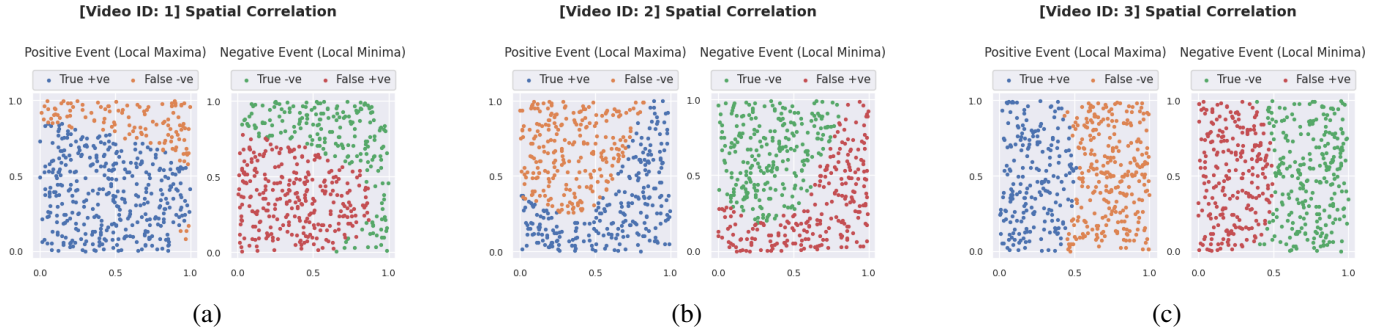 [Video ID: 1] Spatial Correlation
Positive Event (Local Maxima) Negative Event (Local Minima)
True +ve False -ve True -ve False +ve
1.0 1.0
0.5 0.5
0.0 0.0
0.0 0.5 1.0 0.0 0.5 1.0
(a)
[Video ID: 2] Spatial Correlation
Positive Event (Local Maxima) Negative Event (Local Minima)
True +ve False -ve True -ve False +ve
1.0 1.0
0.5 0.5
0.0 0.0
0.0 0.5 1.0 0.0 0.5 1.0
(b)
[Video ID: 3] Spatial Correlation
Positive Event (Local Maxima) Negative Event (Local Minima)
True +ve False -ve True -ve False +ve
1.0 1.0
0.5 0.5
0.0 0.0
0.0 0.5 1.0 0.0 0.5 1.0
(c)